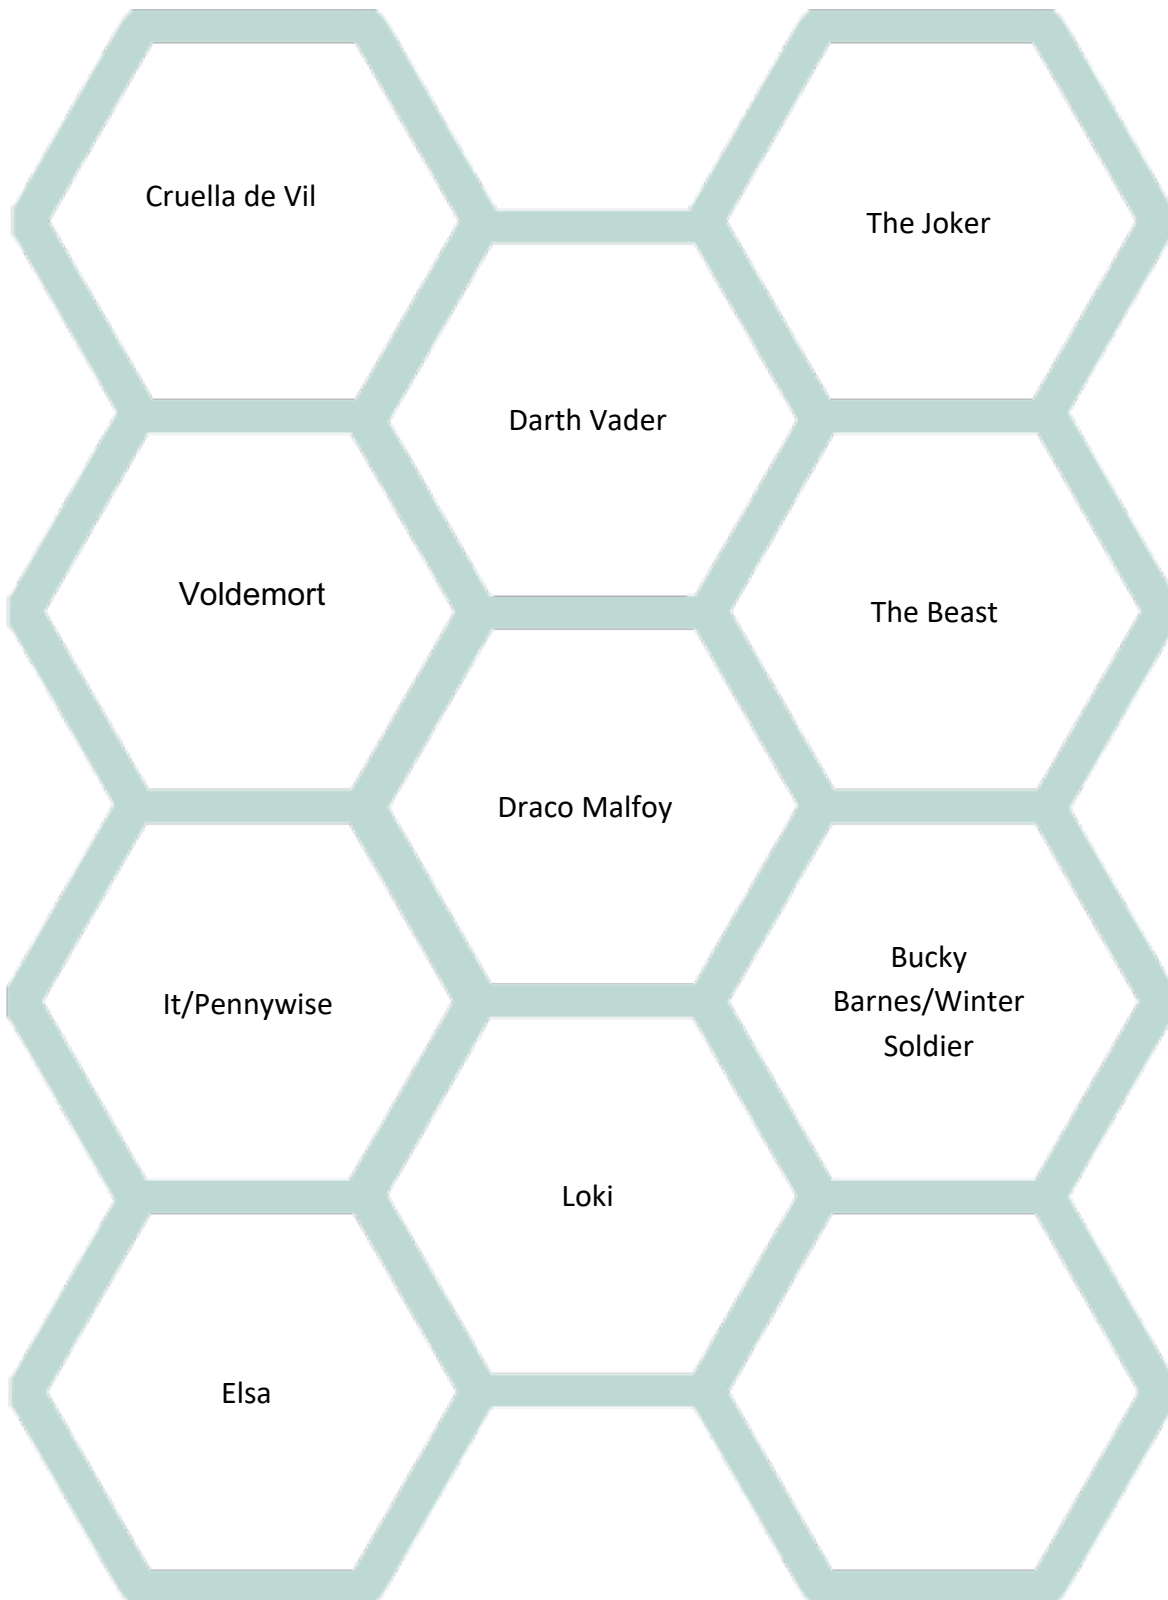 Cruella de Vil
The Joker
Darth Vader
Voldemort
The Beast
Draco Malfoy
It/Pennywise
Bucky
Barnes/Winter
Soldier
Loki
Elsa